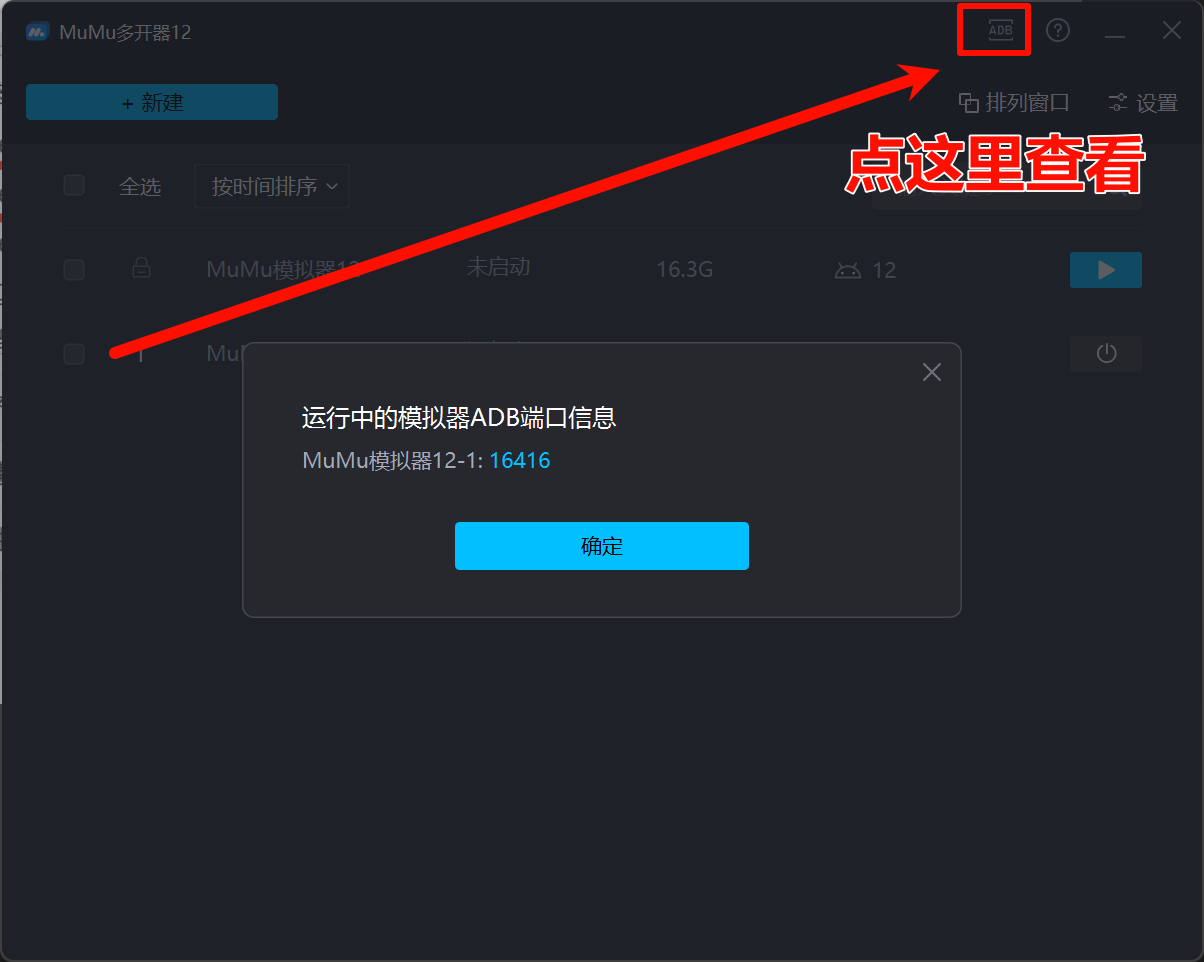 MuMu多开器12
ADB
+ 新建
排列窗口
设置
点这里查看
全选
按时间排序
MuMu模拟器12
未启动
16.3G
12
运行中的模拟器ADB端口信息
MuMu模拟器12-1: 16416
确定